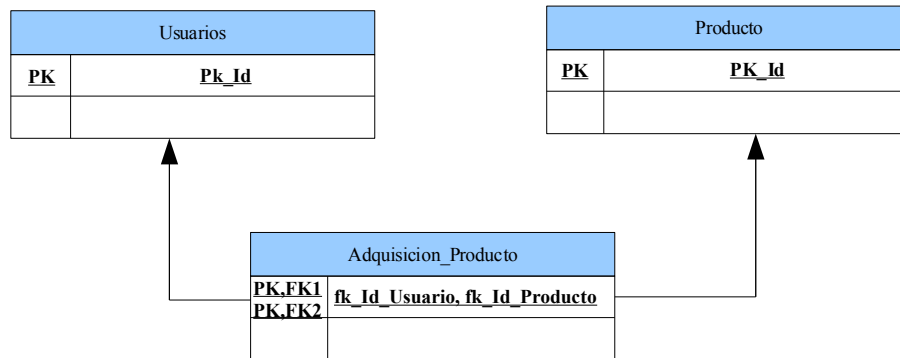 Usuarios
PK Pk_Id
Producto
PK PK_Id
Adquisicion_Producto
PK,FK1
PK,FK2
fk_Id_Usuario, fk_Id_Producto